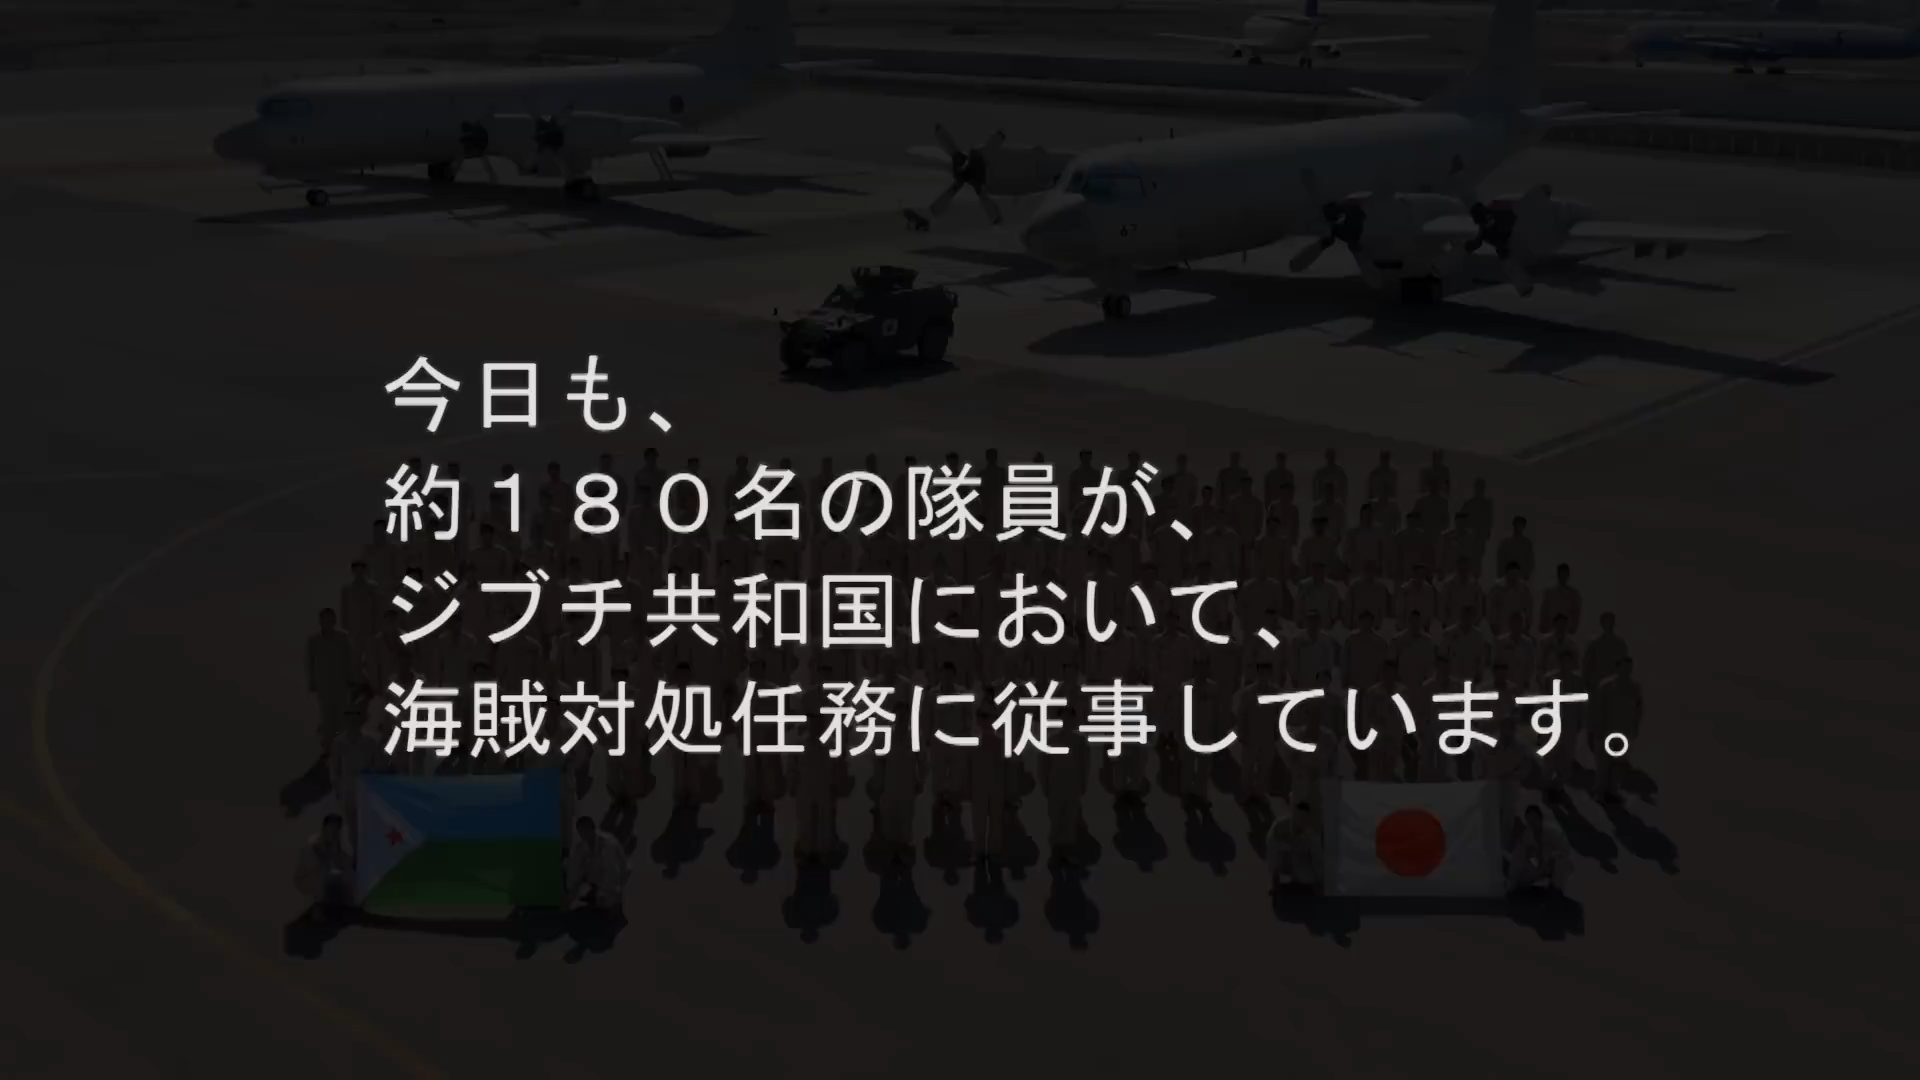 今日も、
約１８０名の隊員が、
ジブチ共和国において、
海賊対処任務に従事しています。
67